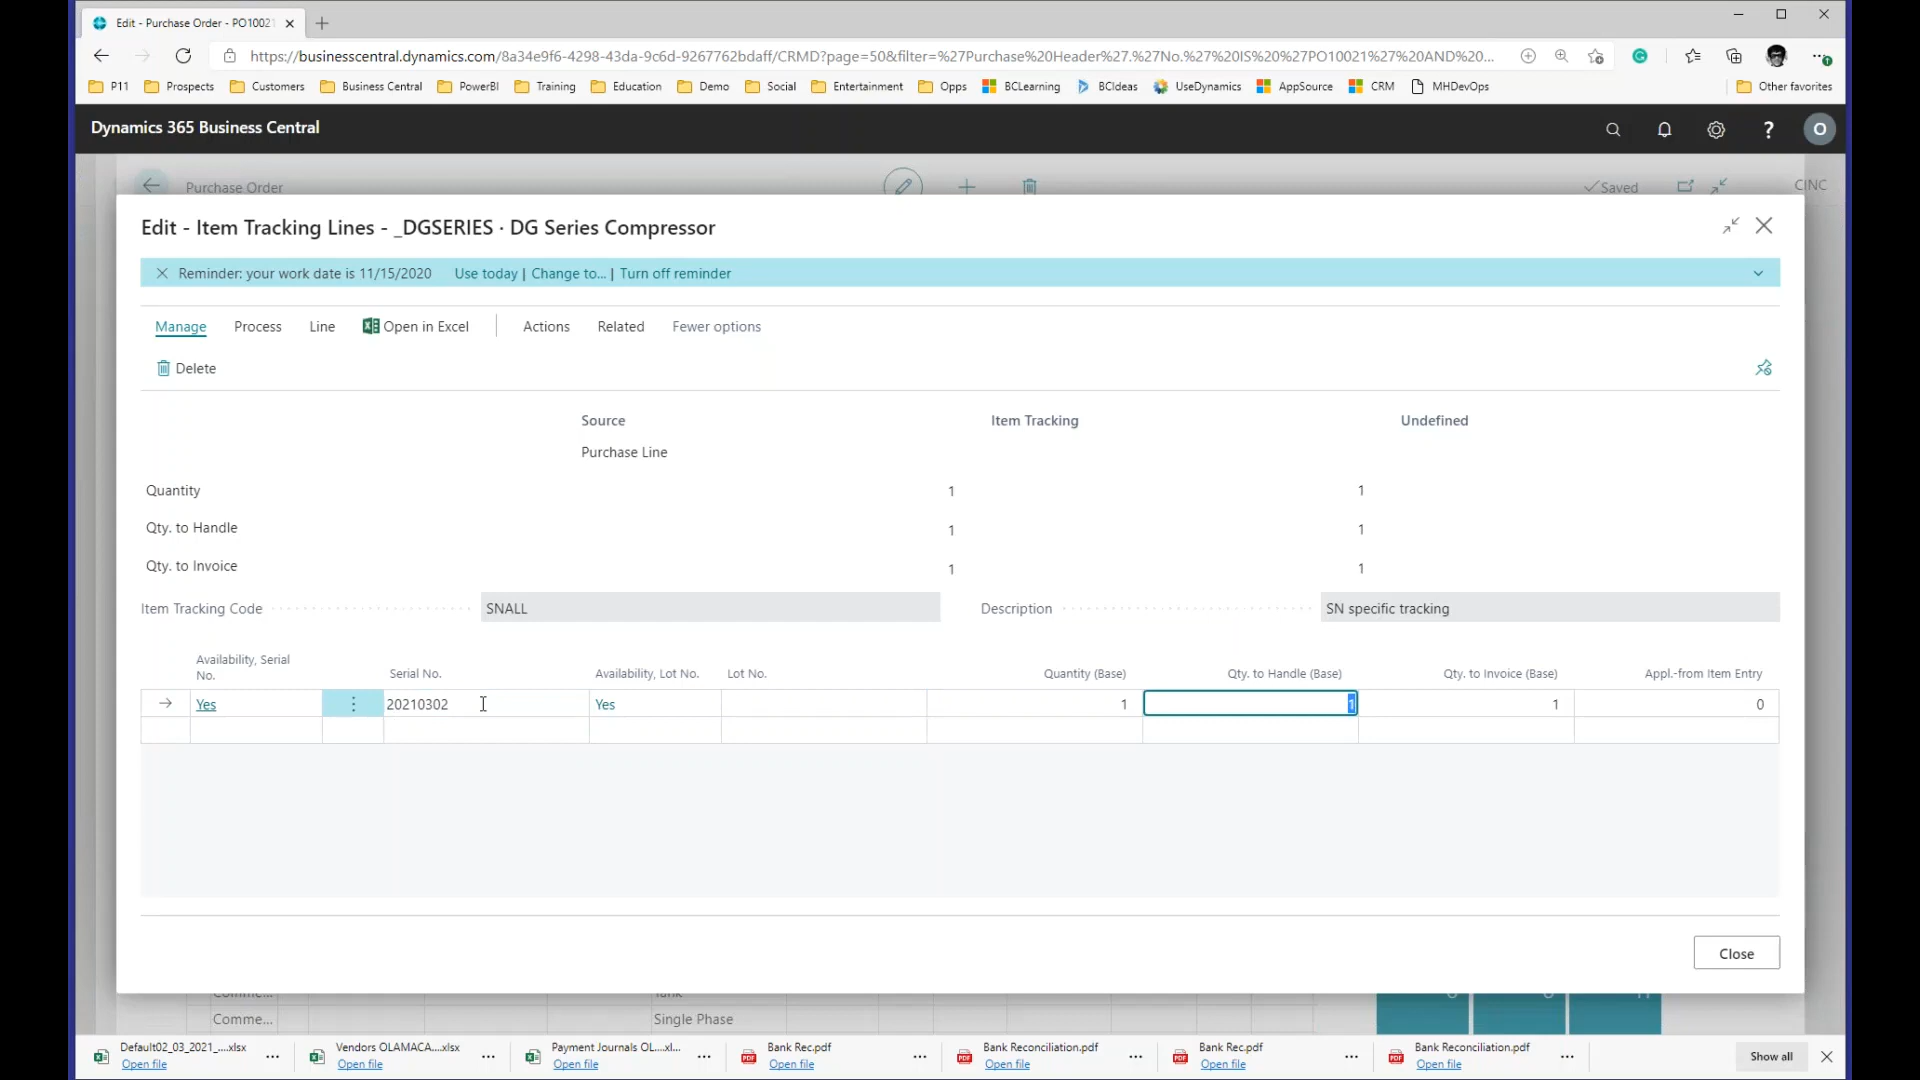 Edit - Purchase Order - PO10021
https://businesscentral.dynamics.com/8a34e9f6-4298-43da-9c6d-9267762bdaff/CRMD?page=50&filter=%27Purchase%20Header%27.%27No.%27%20IS%20%27PO10021%27%20AND%20...
P11 Prospects Customers Business Central PowerBI Training Education Demo Social Entertainment Opps BCLearning BCIdeas UseDynamics AppSource CRM MHDevOps Other favorites
Dynamics 365 Business Central
? O
Purchase Order Saved CINC
Edit - Item Tracking Lines - _DGSERIES · DG Series Compressor
Reminder: your work date is 11/15/2020 Use today | Change to... | Turn off reminder
Manage Process Line Open in Excel Actions Related Fewer options
Delete
Source Item Tracking Undefined
Purchase Line
Quantity 1 1
Qty. to Handle 1 1
Qty. to Invoice 1 1
Item Tracking Code SNALL Description SN specific tracking
Availability, Serial No. Serial No. Availability, Lot No. Lot No. Quantity (Base) Qty. to Handle (Base) Qty. to Invoice (Base) Appl.-from Item Entry
Yes 20210302 Yes 1 1 1 0
Close
Comme... Single Phase
Default02_03_2021_....xlsx Vendors OLAMACA....xlsx Payment Journals OL....xl... Bank Rec.pdf Bank Reconciliation.pdf Bank Rec.pdf Bank Reconciliation.pdf
Open file Open file Open file Open file Open file Open file Open file Show all